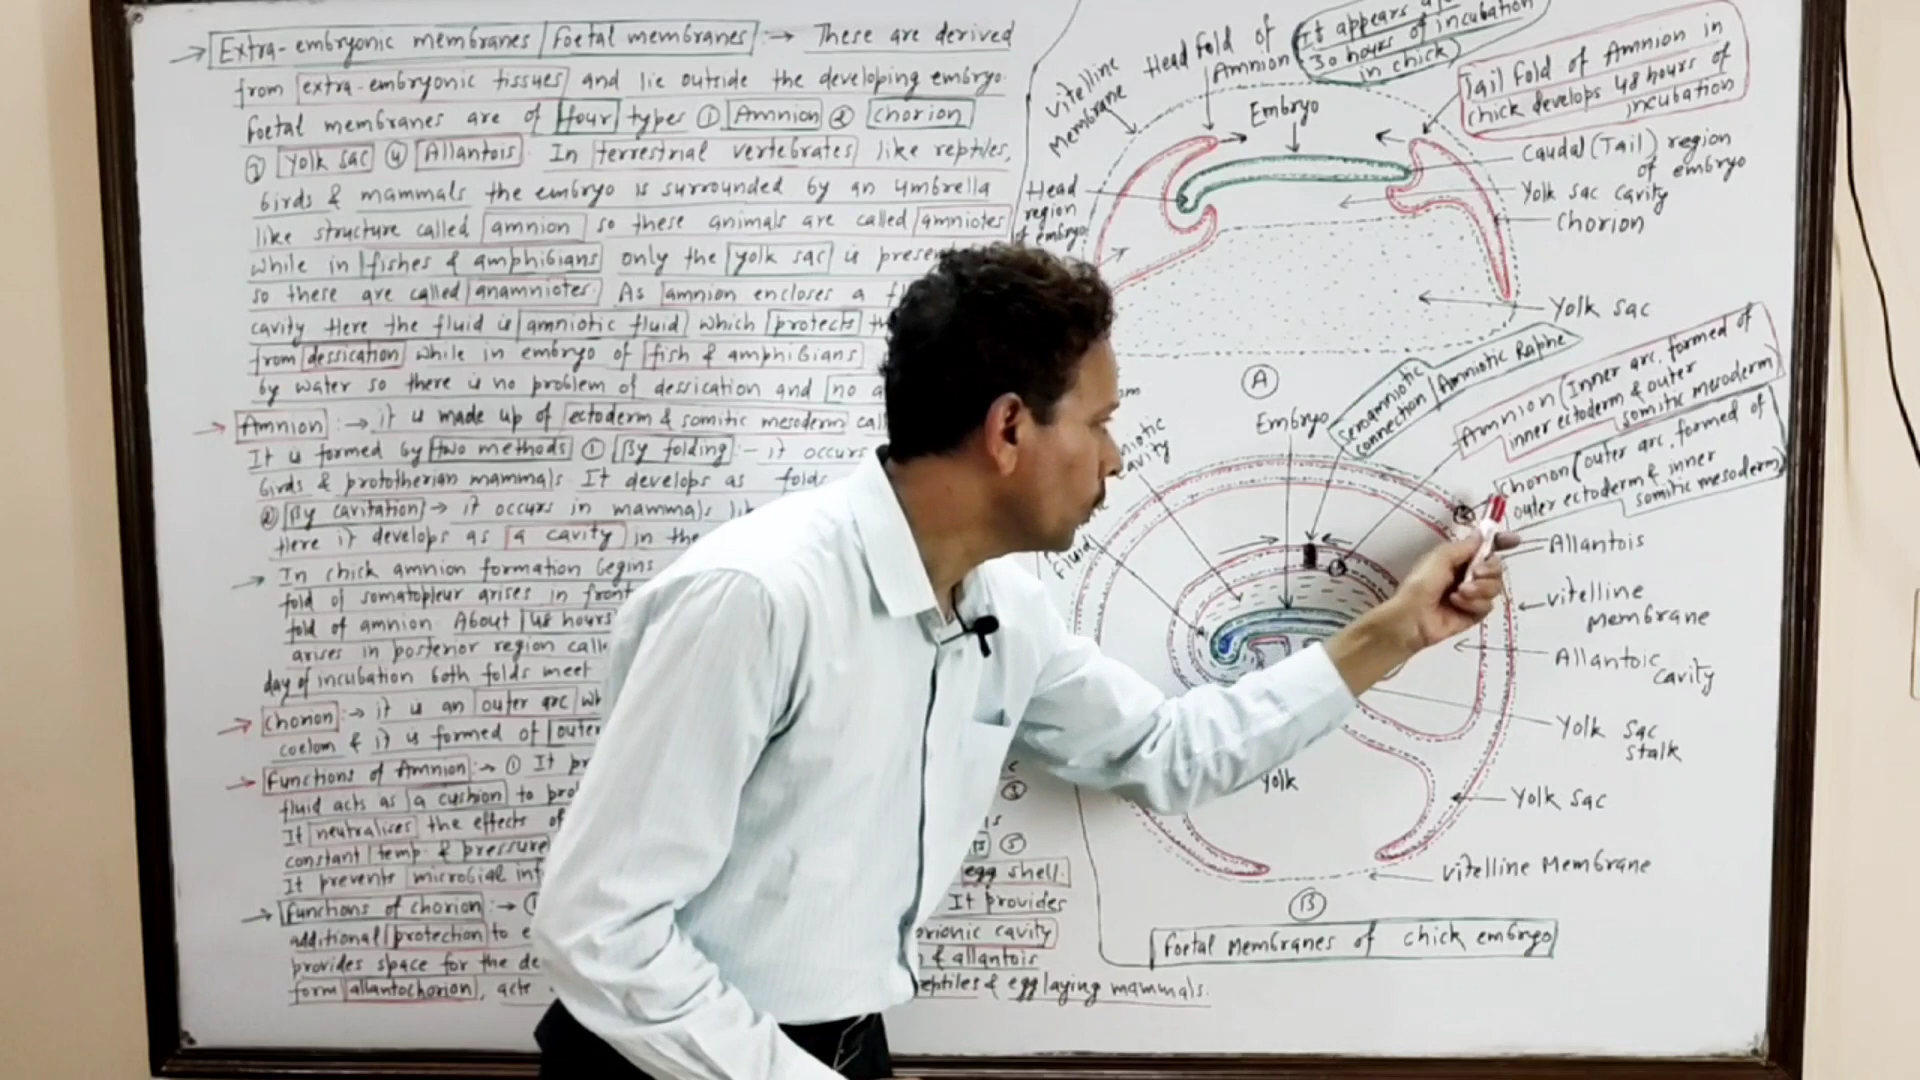 → Extra-embryonic membranes / Foetal membranes :→ These are derived
from extra-embryonic tissues and lie outside the developing embryo.
Foetal membranes are of four types ① Amnion ② chorion
③ Yolk sac ④ Allantois. In terrestrial vertebrates like reptiles,
birds & mammals the embryo is surrounded by an umbrella
like structure called amnion so these animals are called amniotes
while in fishes & amphibians only the yolk sac is
so these are called anamniotes. As amnion encloses a
cavity Here the fluid is amniotic fluid which protects
from dessication while in embryo of fish & amphibians
by water so there is no problem of dessication and no
→ Amnion :→ it is made up of ectoderm & somitic mesoderm
It is formed by two methods ① By folding :- it occurs
birds & prototherian mammals. It develops as folds
② By cavitation → it occurs in mammals
Here it develops as a cavity in the
→ In chick amnion formation begins
fold of somatopleur arises in front
fold of amnion. About 48 hours
arises in posterior region
day of incubation both folds meet
→ chorion :→ it is an outer arc
coelom & it is formed of outer
→ Functions of Amnion :→ ① It
fluid acts as a cushion to
It neutralises the effects of
constant temp. & pressure
It prevents microbial
→ Functions of chorion :→
additional protection to
provides space for the
form allantochorion, acts
③
⑤
egg shell.
It provides
cavity
& allantois
& egg laying mammals.
It appears
30 hours of incubation
in chick
Head Fold of
Amnion
Vitelline
Membrane
Embryo
Tail Fold of Amnion in
chick develops 48 hours of
incubation
Caudal (Tail) region
of embryo
Yolk sac cavity
chorion
Head
region
of embryo
Yolk sac
Ⓐ
Seroamniotic
connection / Amniotic Raphe
Embryo
Amnion (Inner arc, formed of
inner ectoderm & outer
somitic mesoderm
chorion (outer arc, formed of
outer ectoderm & inner
somitic mesoderm)
fluid
Allantois
vitelline
Membrane
Allantoic
cavity
Yolk sac
stalk
Yolk
Yolk sac
vitelline Membrane
Ⓑ
Foetal Membranes of chick embryo